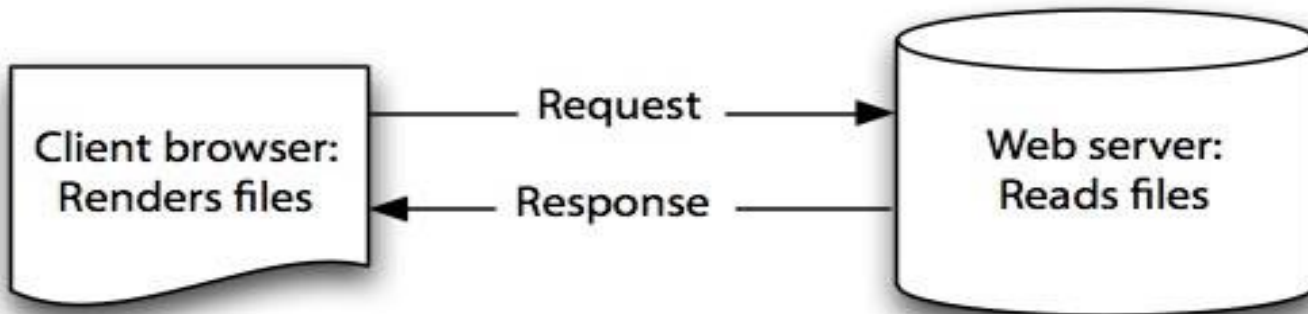 Client browser:
Renders files
Request
Response
Web server:
Reads files